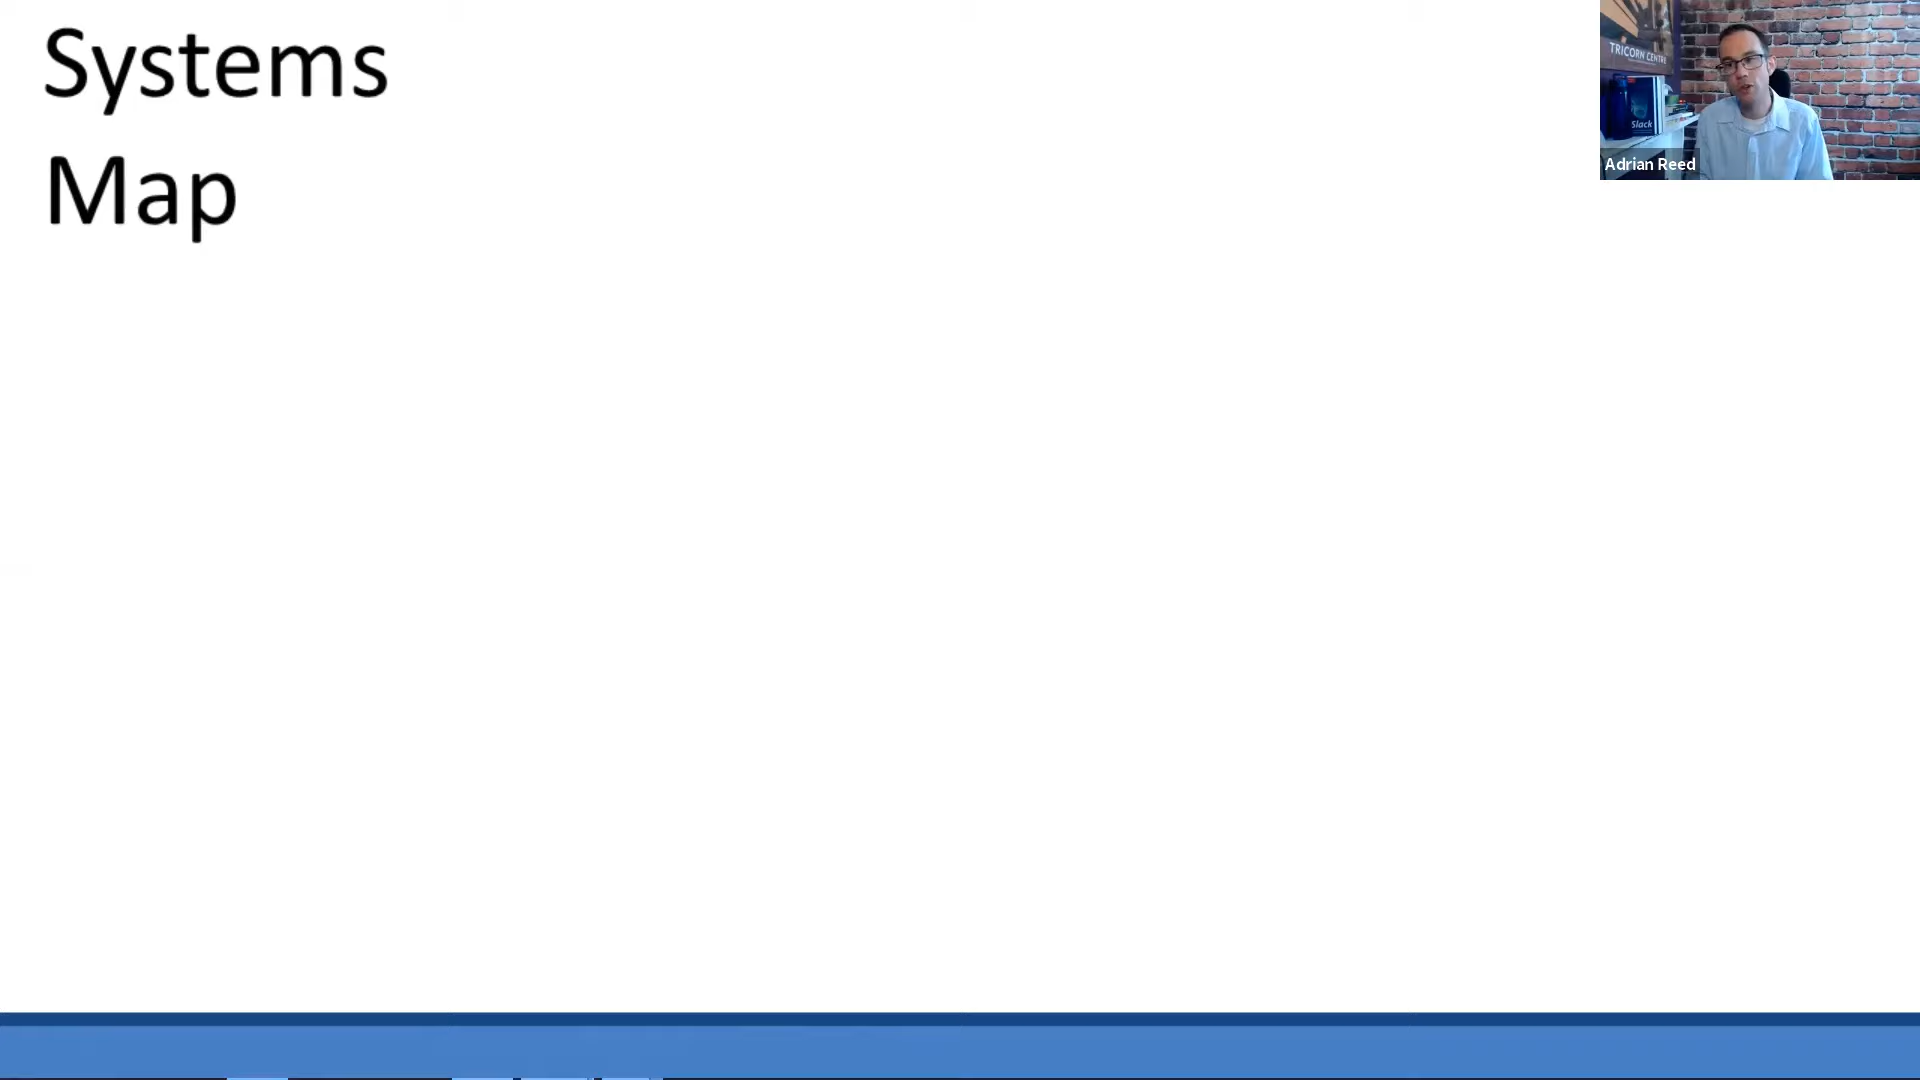 Systems
Map
TRICORN CENTRE
Slack
Adrian Reed